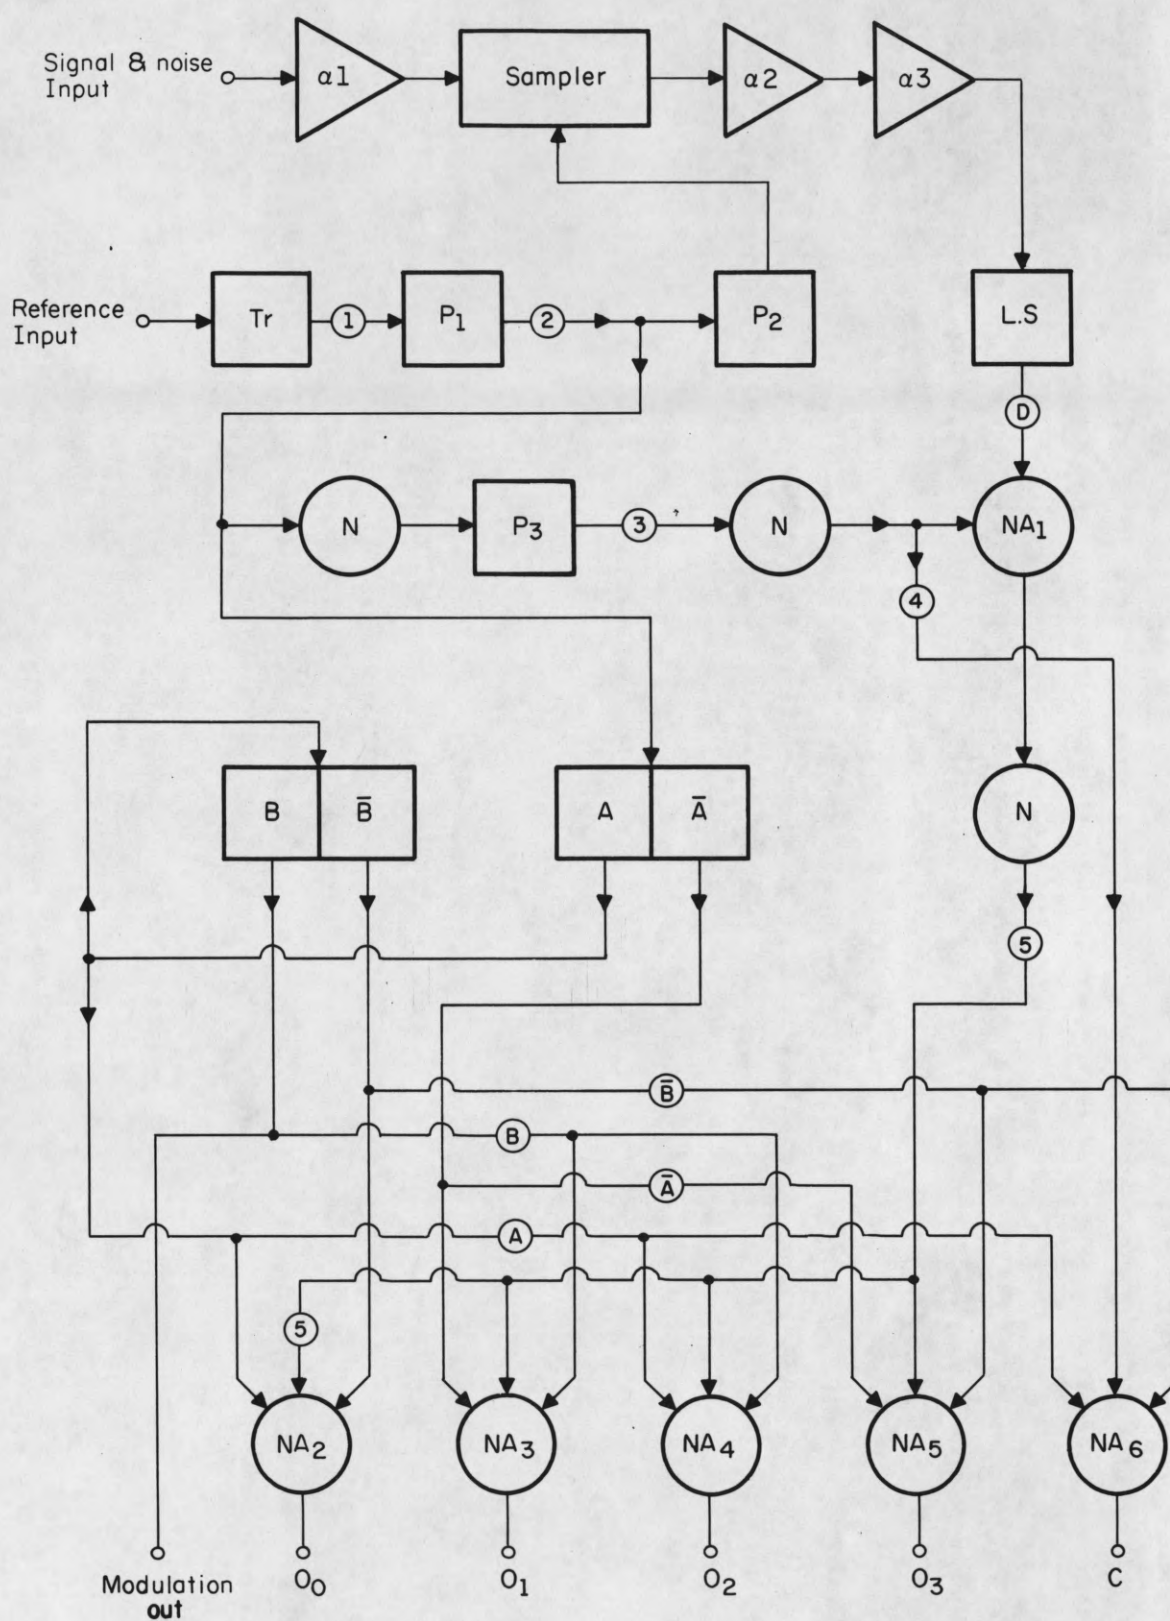 Signal & noise
Input
α1
Sampler
α2
α3
Reference
Input
Tr
1
P1
2
P2
L.S
D
N
P3
3
N
NA1
4
B
B̅
A
A̅
N
5
B̅
B
A̅
A
5
NA2
NA3
NA4
NA5
NA6
Modulation
out
O0
O1
O2
O3
C